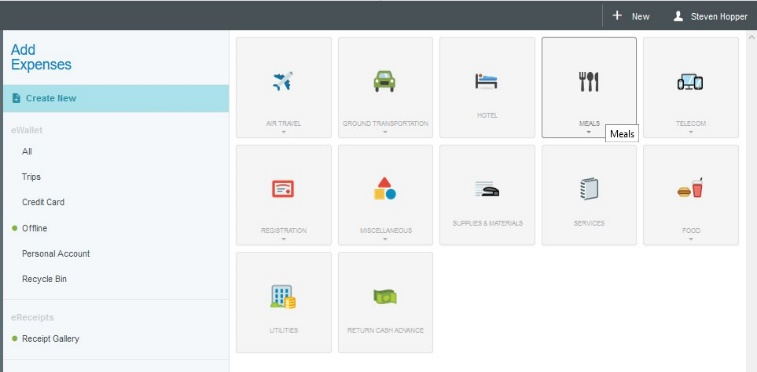 New
Steven Hopper
Add
Expenses
Create New
eWallet
All
Trips
Credit Card
Offline
Personal Account
Recycle Bin
eReceipts
Receipt Gallery
AIR TRAVEL
GROUND TRANSPORTATION
HOTEL
MEALS
TELECOM
Meals
REGISTRATION
MISCELLANEOUS
SUPPLIES & MATERIALS
SERVICES
FOOD
UTILITIES
RETURN CASH ADVANCE